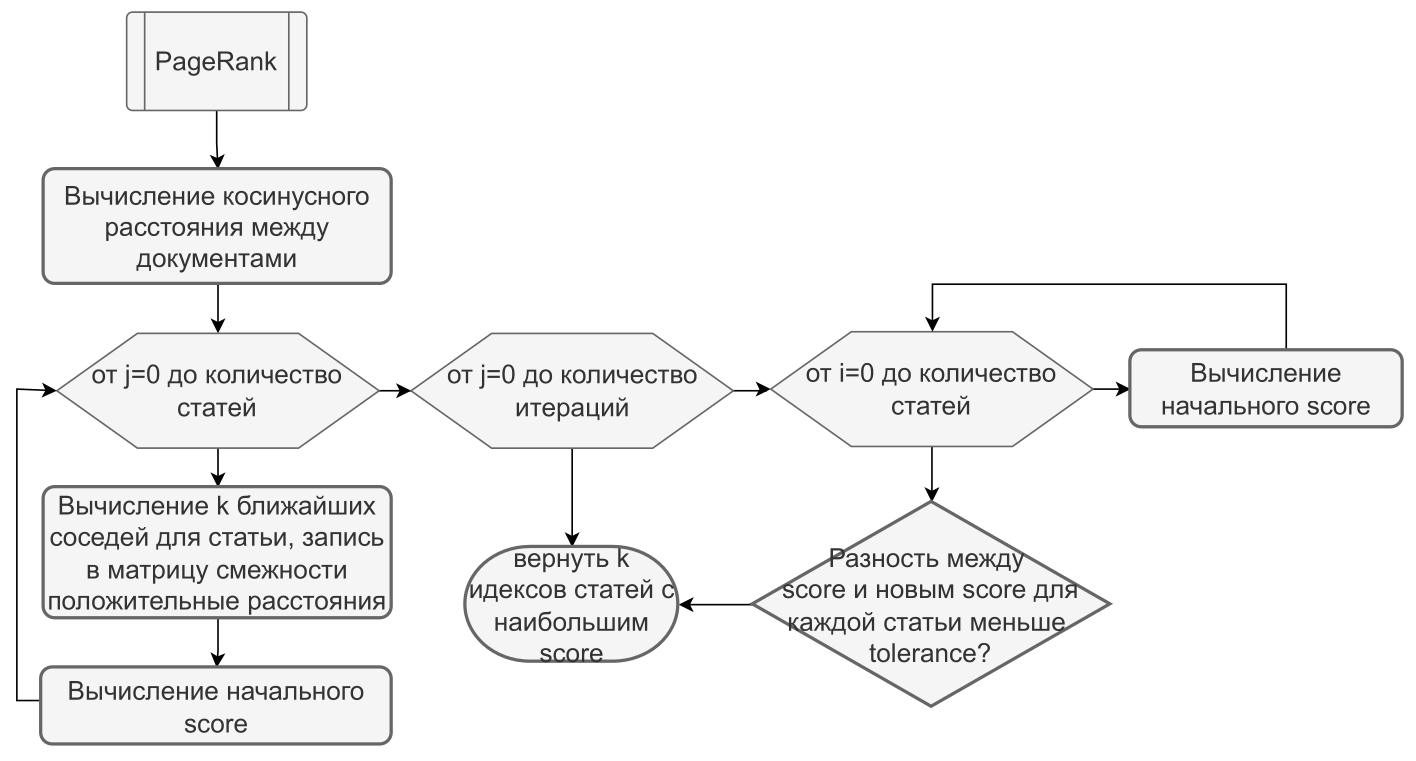 PageRank
Вычисление косинусного
расстояния между
документами
от j=0 до количество
статей
Вычисление k ближайших
соседей для статьи, запись
в матрицу смежности
положительные расстояния
Вычисление начального
score
от j=0 до количество
итераций
вернуть k
идексов статей с
наибольшим
score
от i=0 до количество
статей
Разность между
score и новым score для
каждой статьи меньше
tolerance?
Вычисление
начального score